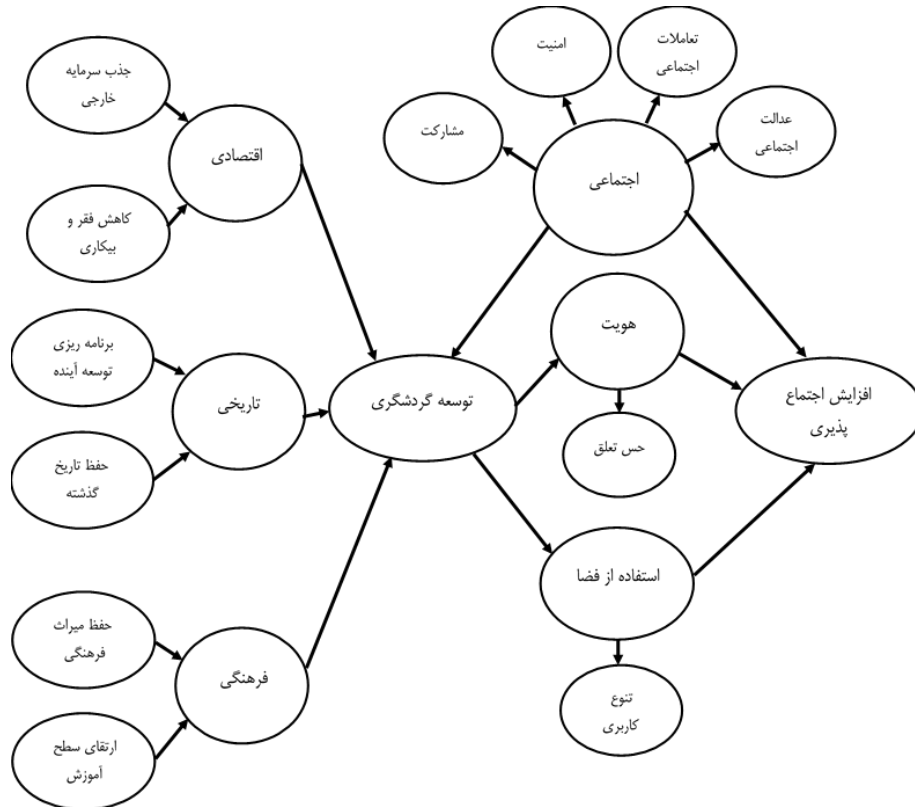 امنیت
تعاملات
اجتماعی
جذب سرمایه
خارجی
عدالت
اجتماعی
مشارکت
اقتصادی
اجتماعی
کاهش فقر و
بیکاری
هویت
برنامه ریزی
توسعه آینده
تاریخی
توسعه گردشگری
افزایش اجتماع
پذیری
حس تعلق
حفظ تاریخ
گذشته
استفاده از فضا
حفظ میراث
فرهنگی
فرهنگی
تنوع
کاربری
ارتقای سطح
آموزش